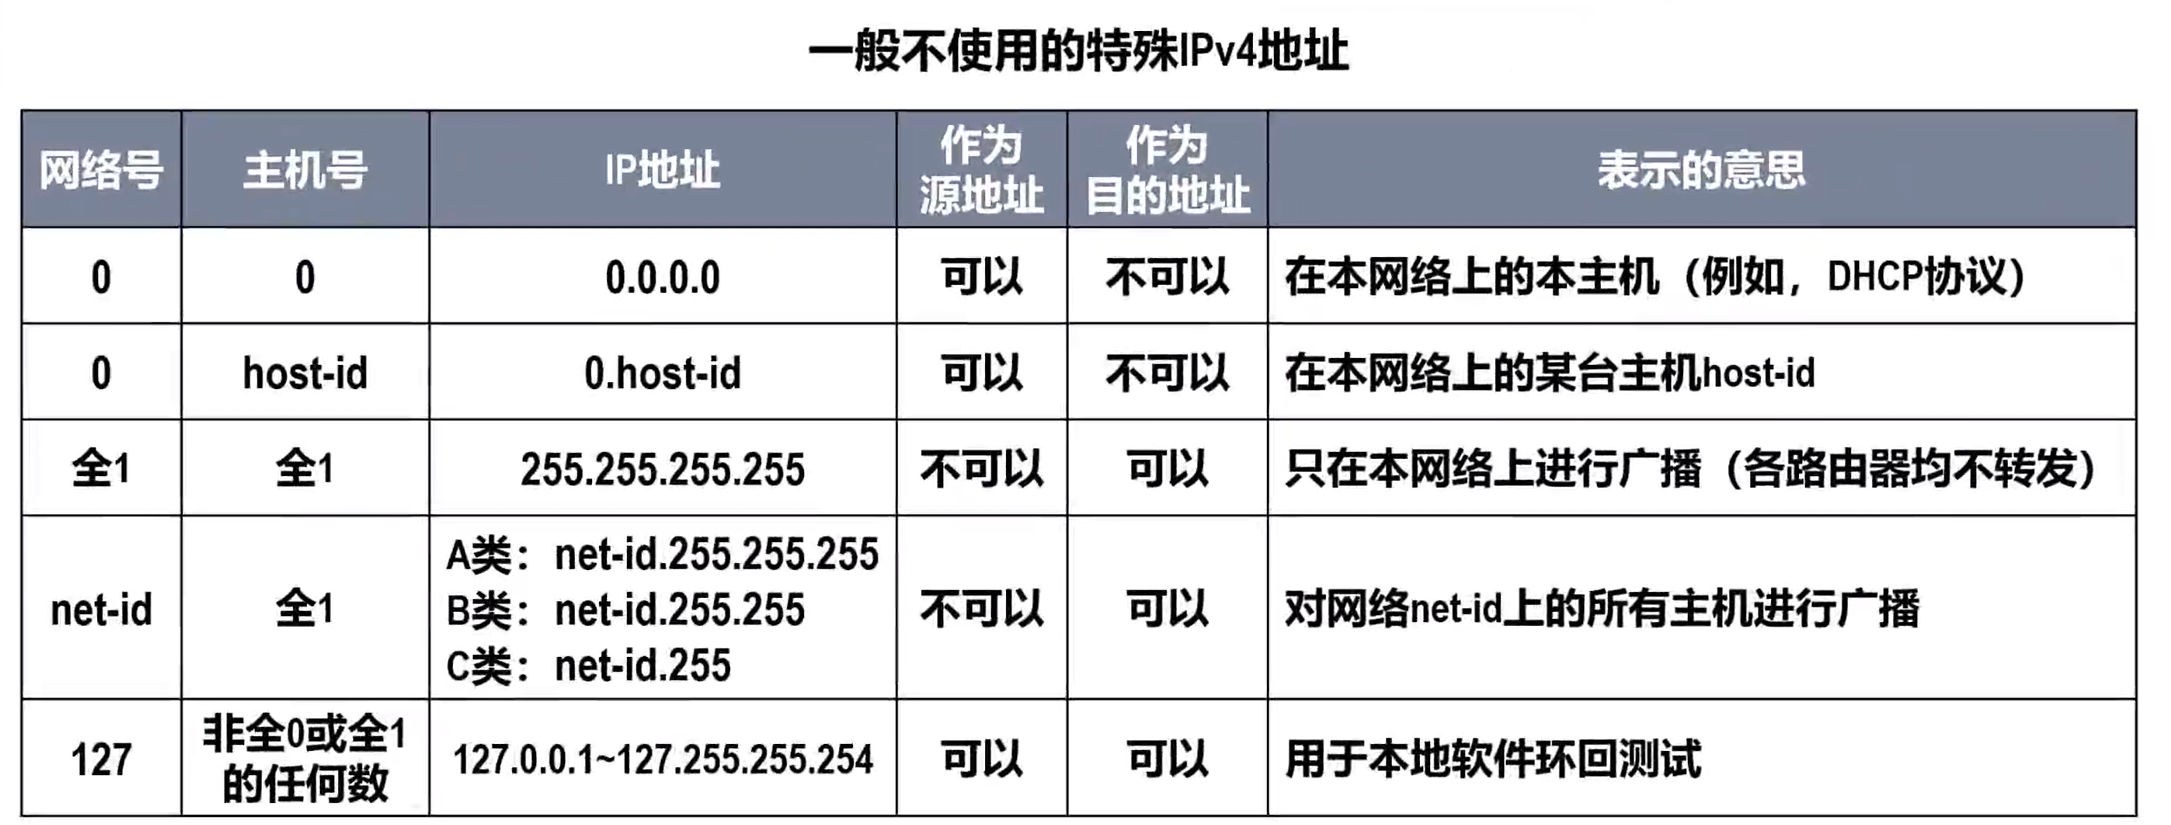 一般不使用的特殊IPv4地址
网络号
主机号
IP地址
作为
源地址
作为
目的地址
表示的意思
0
0
0.0.0.0
可以
不可以
在本网络上的本主机（例如，DHCP协议）
0
host-id
0.host-id
可以
不可以
在本网络上的某台主机host-id
全1
全1
255.255.255.255
不可以
可以
只在本网络上进行广播（各路由器均不转发）
net-id
全1
A类：net-id.255.255.255
B类：net-id.255.255
C类：net-id.255
不可以
可以
对网络net-id上的所有主机进行广播
127
非全0或全1
的任何数
127.0.0.1~127.255.255.254
可以
可以
用于本地软件环回测试